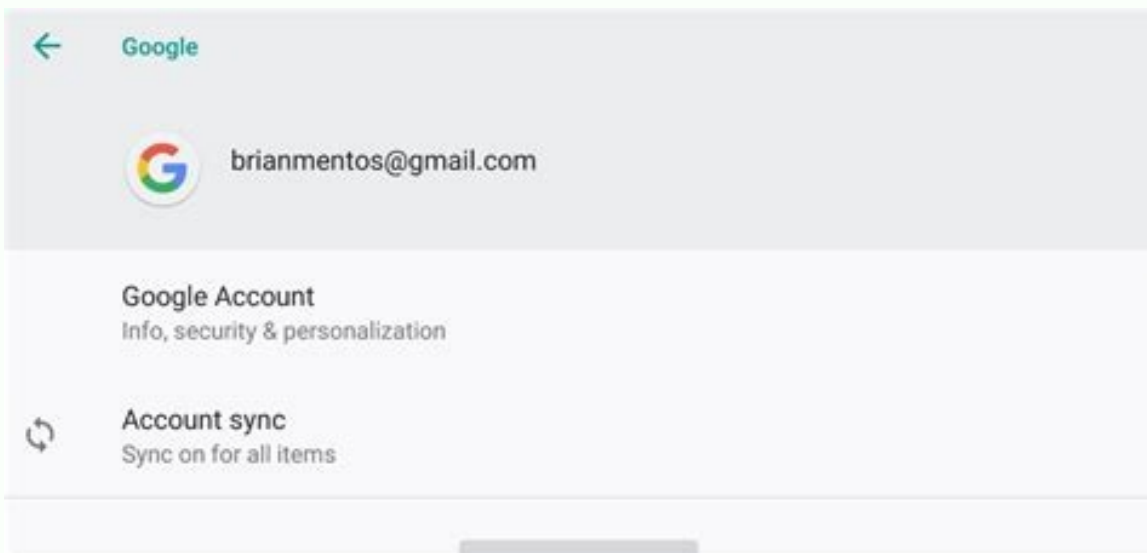 Google
brianmentos@gmail.com
Google Account
Info, security & personalization
Account sync
Sync on for all items